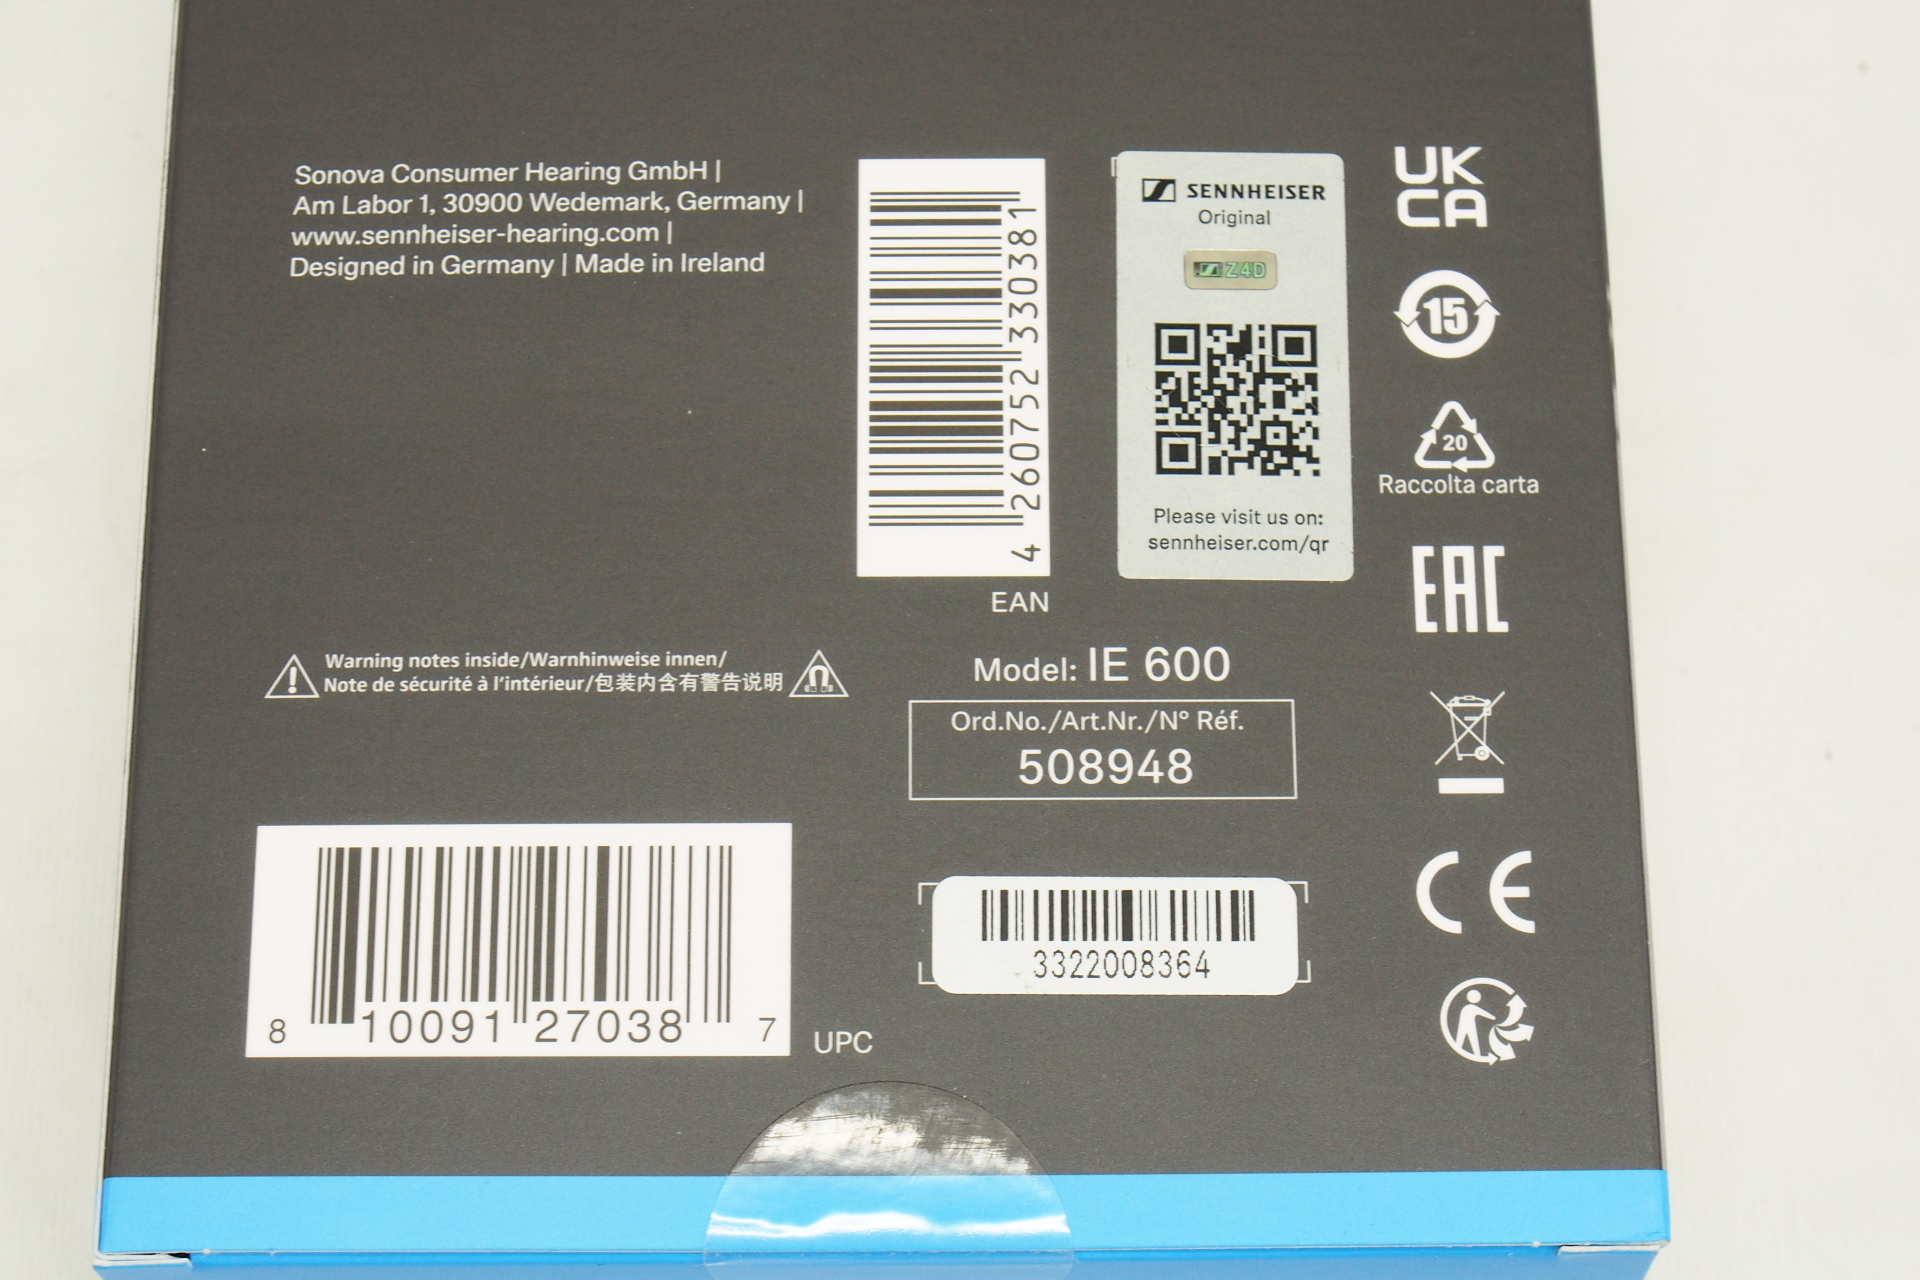 Sonova Consumer Hearing GmbH |
Am Labor 1, 30900 Wedemark, Germany |
www.sennheiser-hearing.com |
Designed in Germany | Made in Ireland
4 260752 330381
EAN
SENNHEISER
Original
Z4D
Please visit us on:
sennheiser.com/qr
UK
CA
15
20
Raccolta carta
EAC
Warning notes inside/Warnhinweise innen/
Note de sécurité à l'intérieur/包装内含有警告说明
Model: IE 600
Ord.No./Art.Nr./N° Réf.
508948
8 10091 27038 7
UPC
3322008364
CE